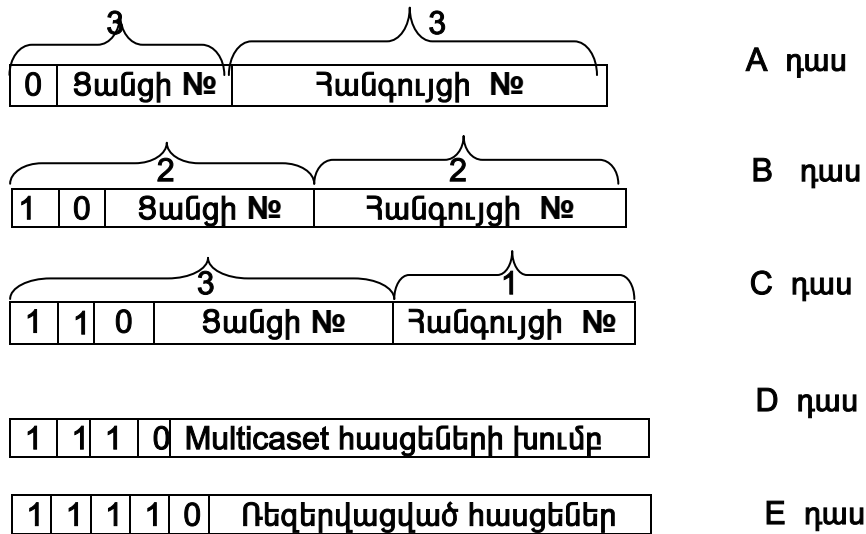 3 3
0 Ցանցի № Հանգույցի № A դաս
2 2
1 0 Ցանցի № Հանգույցի № B դաս
3 1
1 1 0 Ցանցի № Հանգույցի № C դաս
D դաս
1 1 1 0 Multicaset հասցեների խումբ
1 1 1 1 0 Ռեզերվացված հասցեներ E դաս